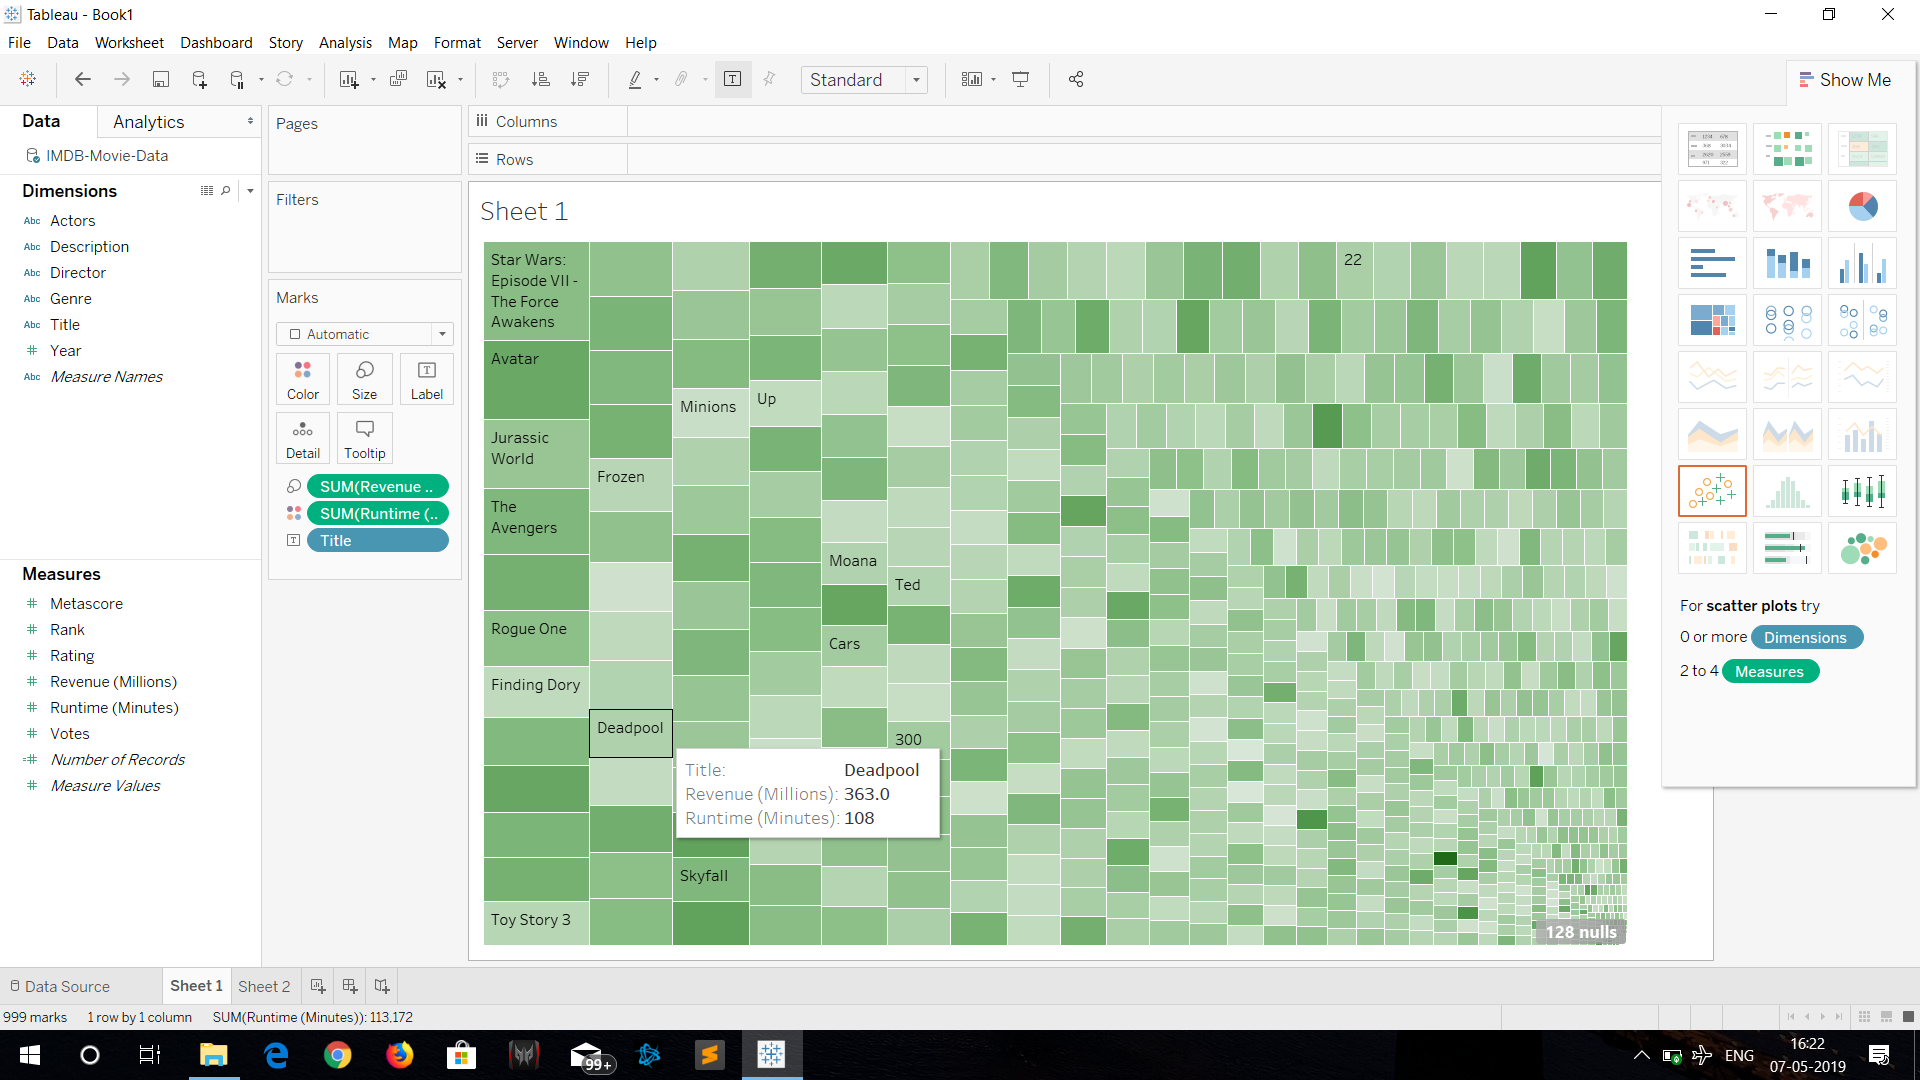 Tableau - Book1
File Data Worksheet Dashboard Story Analysis Map Format Server Window Help
Standard
Show Me
Data Analytics
IMDB-Movie-Data
Dimensions
Abc Actors
Abc Description
Abc Director
Abc Genre
Abc Title
# Year
Abc Measure Names
Measures
# Metascore
# Rank
# Rating
# Revenue (Millions)
# Runtime (Minutes)
# Votes
=# Number of Records
# Measure Values
Pages
Filters
Marks
Automatic
Color Size Label
Detail Tooltip
SUM(Revenue ..
SUM(Runtime (..
Title
Columns
Rows
Sheet 1
Star Wars:
Episode VII -
The Force
Awakens
Avatar
Jurassic
World
The
Avengers
Rogue One
Finding Dory
Toy Story 3
Frozen
Deadpool
Minions
Skyfall
Up
Moana
Cars
Ted
300
22
Title: Deadpool
Revenue (Millions): 363.0
Runtime (Minutes): 108
128 nulls
For scatter plots try
0 or more Dimensions
2 to 4 Measures
Data Source Sheet 1 Sheet 2
999 marks 1 row by 1 column SUM(Runtime (Minutes)): 113,172
99+
ENG
16:22
07-05-2019